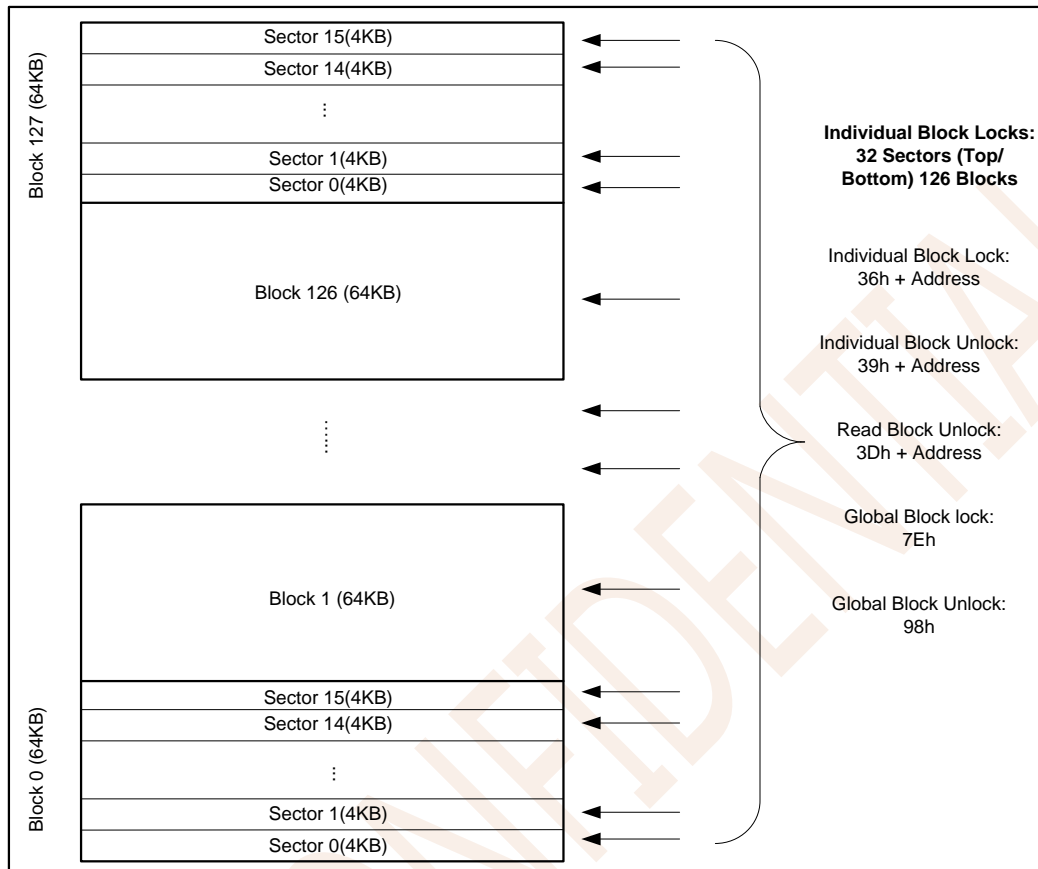 Block 127 (64KB)
Sector 15(4KB)
Sector 14(4KB)
...
Sector 1(4KB)
Sector 0(4KB)
Block 126 (64KB)
......
Block 1 (64KB)
Block 0 (64KB)
Sector 15(4KB)
Sector 14(4KB)
...
Sector 1(4KB)
Sector 0(4KB)
Individual Block Locks:
32 Sectors (Top/
Bottom) 126 Blocks
Individual Block Lock:
36h + Address
Individual Block Unlock:
39h + Address
Read Block Unlock:
3Dh + Address
Global Block lock:
7Eh
Global Block Unlock:
98h